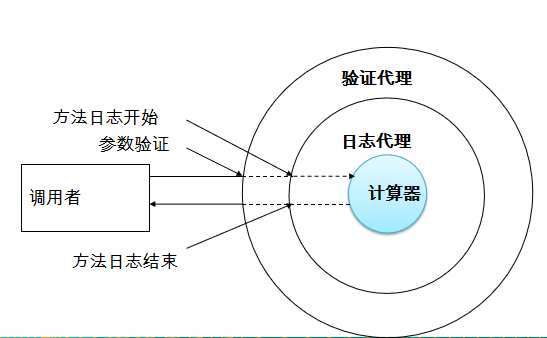 验证代理
方法日志开始
参数验证
日志代理
调用者
计算器
方法日志结束